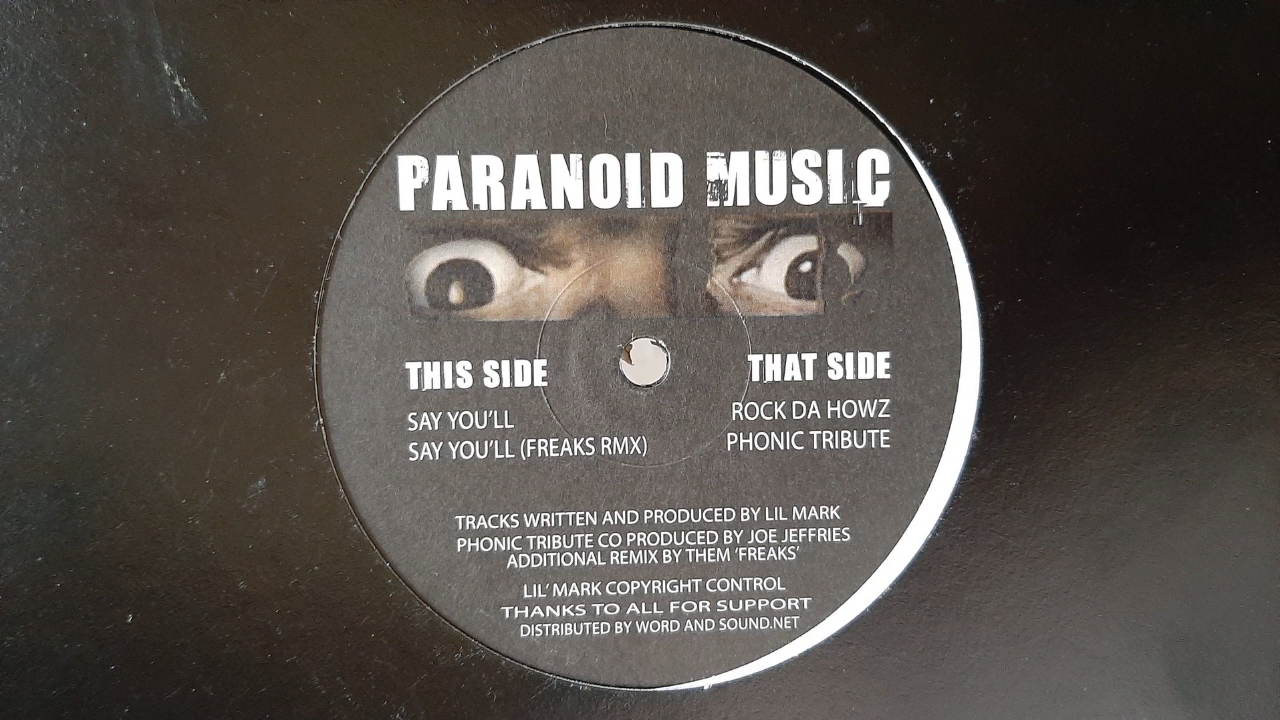 PARANOID MUSIC
THIS SIDE
SAY YOU'LL
SAY YOU'LL (FREAKS RMX)
THAT SIDE
ROCK DA HOWZ
PHONIC TRIBUTE
TRACKS WRITTEN AND PRODUCED BY LIL MARK
PHONIC TRIBUTE CO PRODUCED BY JOE JEFFRIES
ADDITIONAL REMIX BY THEM 'FREAKS'
LIL' MARK COPYRIGHT CONTROL
THANKS TO ALL FOR SUPPORT
DISTRIBUTED BY WORD AND SOUND.NET